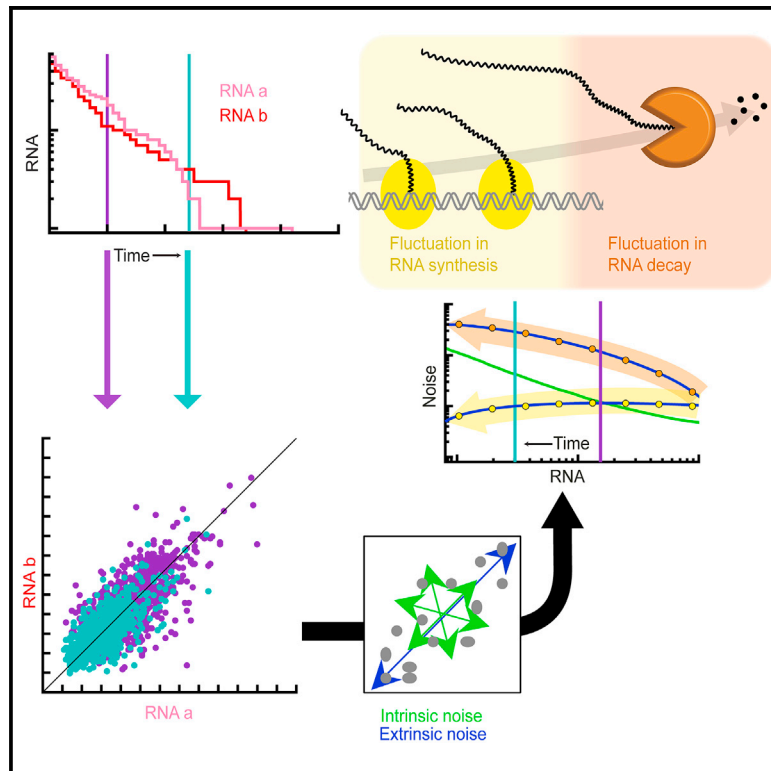 RNA a
RNA b
RNA
Time
Fluctuation in
RNA synthesis
Fluctuation in
RNA decay
Noise
Time
RNA
RNA b
RNA a
Intrinsic noise
Extrinsic noise